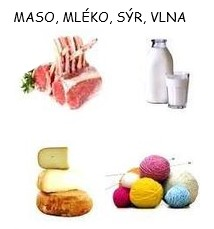 MASO, MLÉKO, SÝR, VLNA